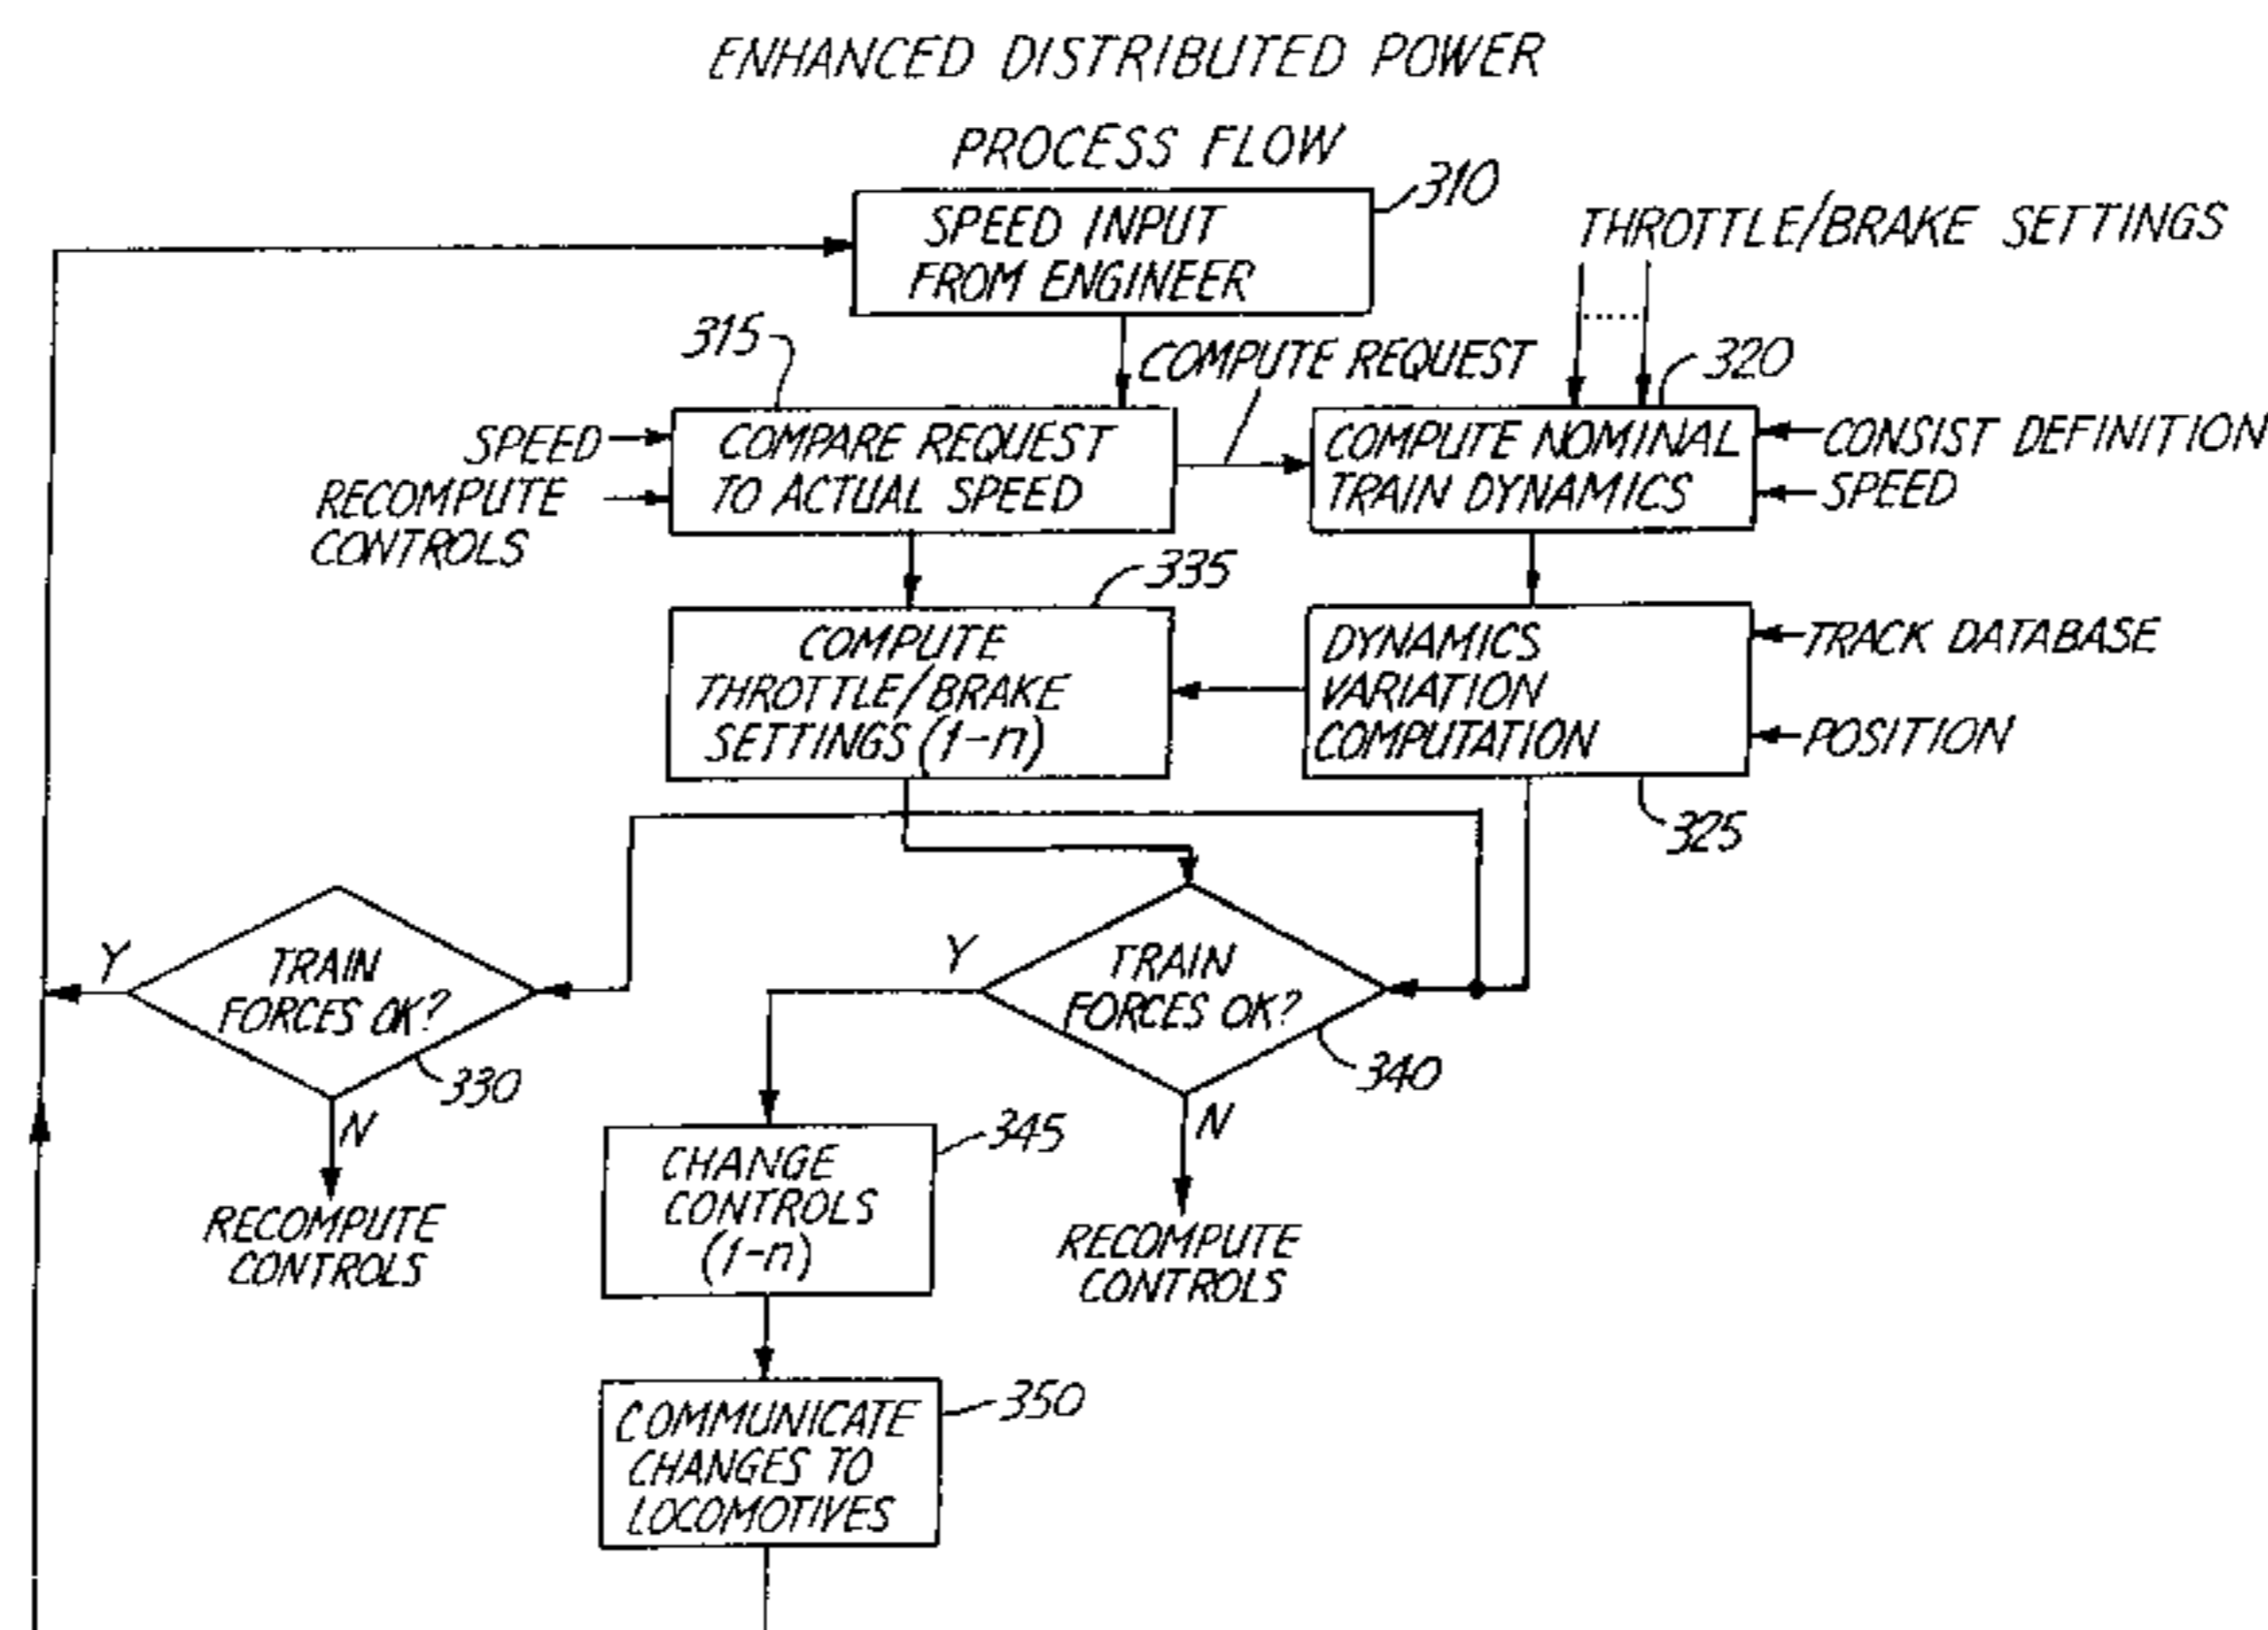 ENHANCED DISTRIBUTED POWER
PROCESS FLOW
310
SPEED INPUT
FROM ENGINEER
THROTTLE/BRAKE SETTINGS
315
COMPUTE REQUEST
320
SPEED
RECOMPUTE
CONTROLS
COMPARE REQUEST
TO ACTUAL SPEED
COMPUTE NOMINAL
TRAIN DYNAMICS
CONSIST DEFINITION
SPEED
335
COMPUTE
THROTTLE/BRAKE
SETTINGS (1-n)
DYNAMICS
VARIATION
COMPUTATION
TRACK DATABASE
POSITION
325
Y
TRAIN
FORCES OK?
330
N
RECOMPUTE
CONTROLS
Y
TRAIN
FORCES OK?
340
N
RECOMPUTE
CONTROLS
345
CHANGE
CONTROLS
(1-n)
350
COMMUNICATE
CHANGES TO
LOCOMOTIVES